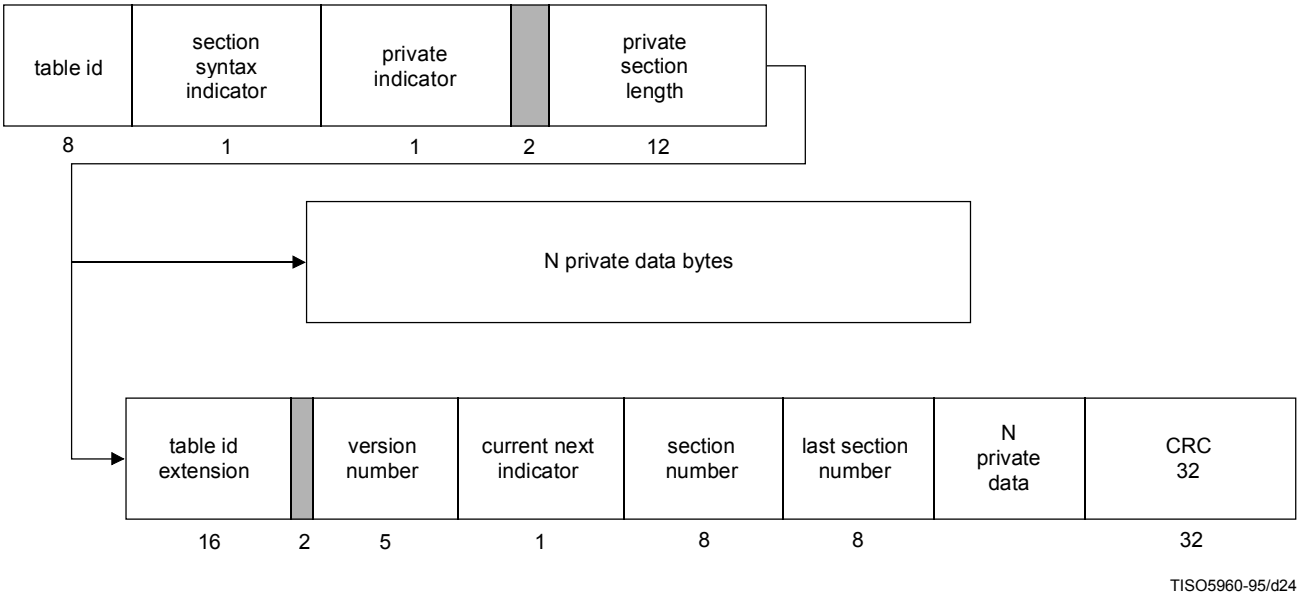 table id
section
syntax
indicator
private
indicator
private
section
length
8
1
1
2
12
N private data bytes
table id
extension
version
number
current next
indicator
section
number
last section
number
N
private
data
CRC
32
16
2
5
1
8
8
32
TISO5960-95/d24